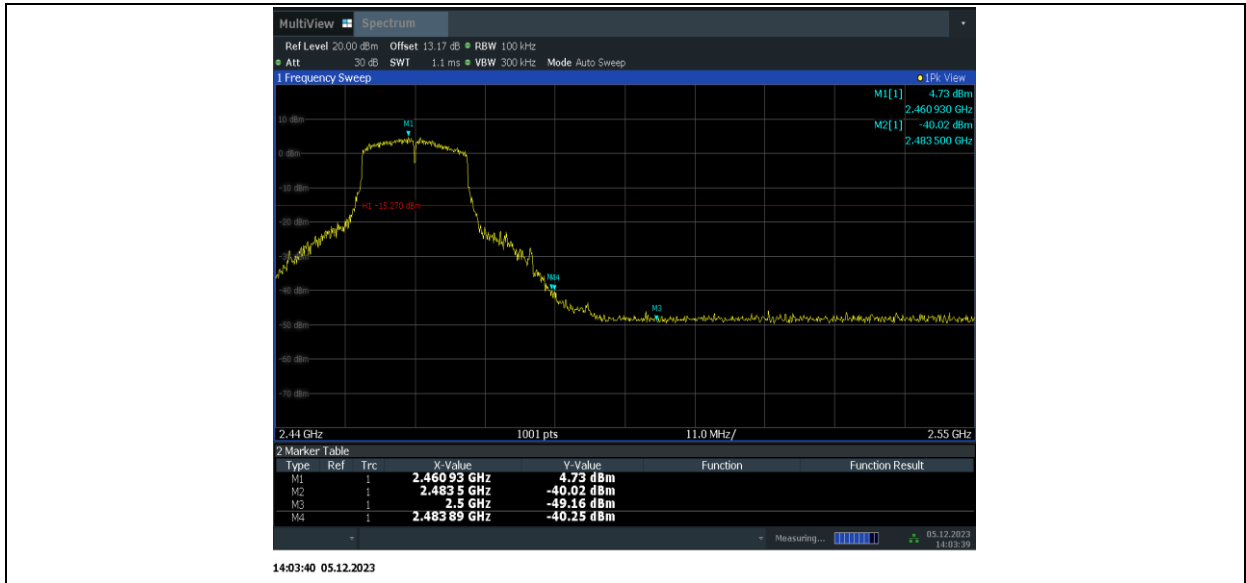 MultiView Spectrum
Ref Level 20.00 dBm Offset 13.17 dB RBW 100 kHz
Att 30 dB SWT 1.1 ms VBW 300 kHz Mode Auto Sweep
1 Frequency Sweep 1Pk View
M1[1] 4.73 dBm
2.460 930 GHz
M2[1] -40.02 dBm
2.483 500 GHz
10 dBm
M1
0 dBm
-10 dBm
H1 -15.270 dBm
-20 dBm
-30 dBm
M4
-40 dBm
M3
-50 dBm
-60 dBm
-70 dBm
2.44 GHz 1001 pts 11.0 MHz/ 2.55 GHz
2 Marker Table
Type Ref Trc X-Value Y-Value Function Function Result
M1 1 2.460 93 GHz 4.73 dBm
M2 1 2.483 5 GHz -40.02 dBm
M3 1 2.5 GHz -49.16 dBm
M4 1 2.483 89 GHz -40.25 dBm
Measuring... 05.12.2023
14:03:39
14:03:40 05.12.2023